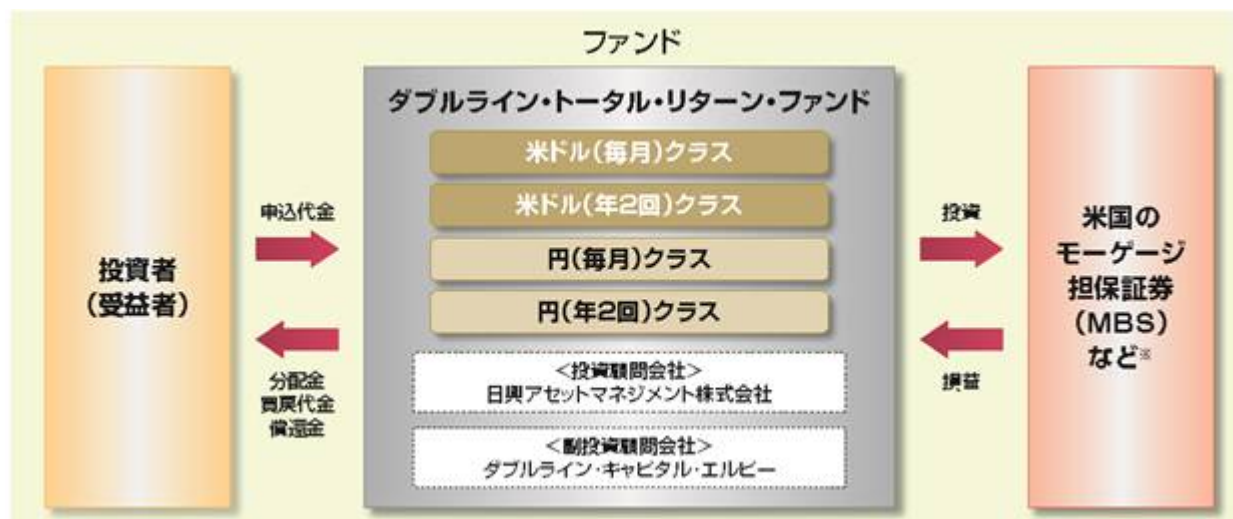 ファンド
投資者
(受益者)
申込代金
分配金
買戻代金
償還金
ダブルライン・トータル・リターン・ファンド
米ドル(毎月)クラス
米ドル(年2回)クラス
円(毎月)クラス
円(年2回)クラス
<投資顧問会社>
日興アセットマネジメント株式会社
<副投資顧問会社>
ダブルライン・キャピタル・エルピー
投資
損益
米国の
モーゲージ
担保証券
(MBS)
など※